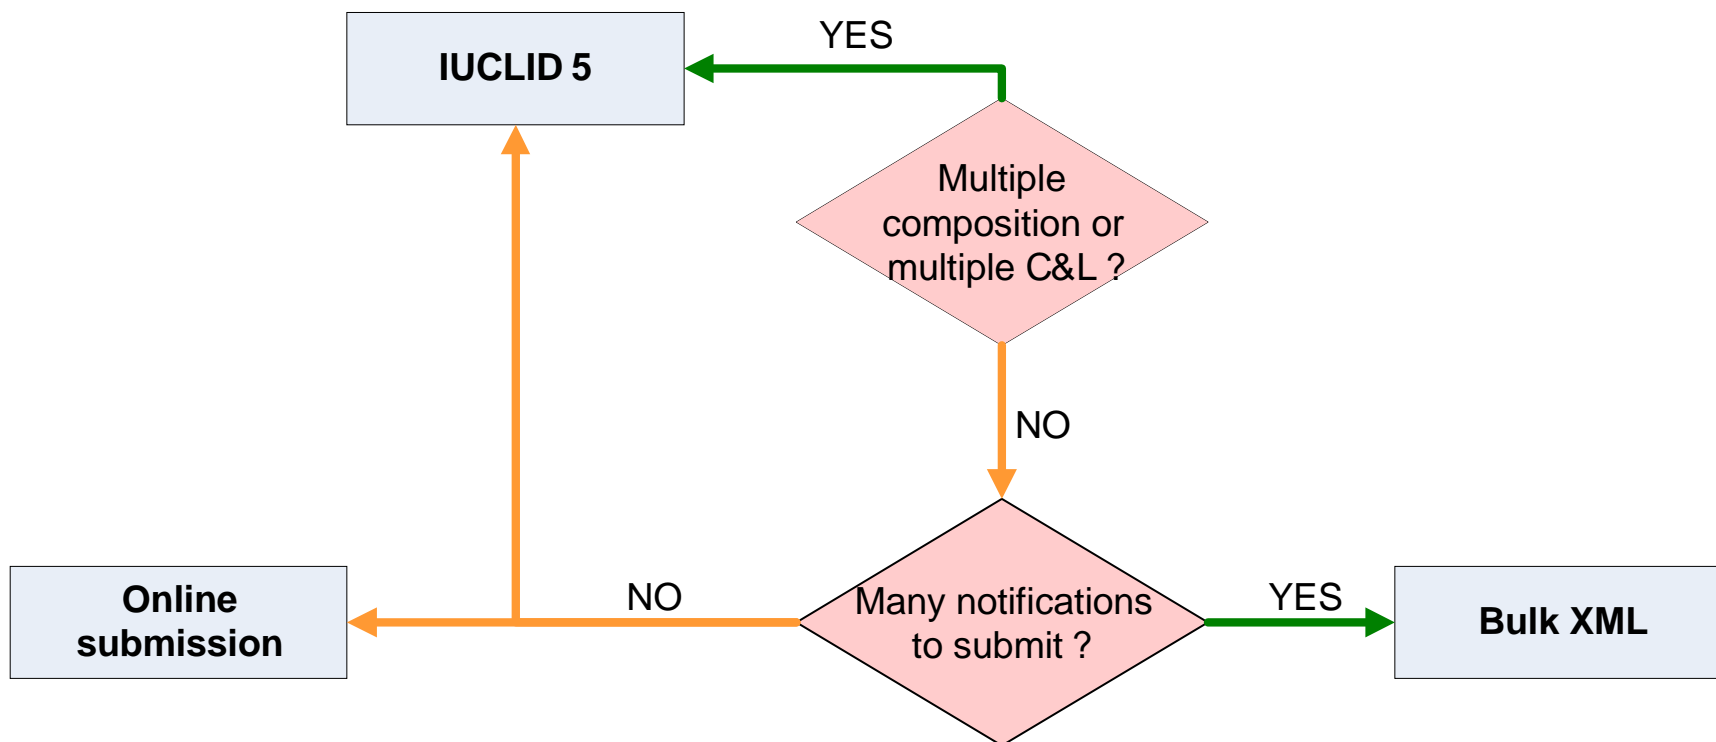 YES
IUCLID 5
Multiple
composition or
multiple C&L ?
NO
Online
submission
NO
Many notifications
to submit ?
YES
Bulk XML